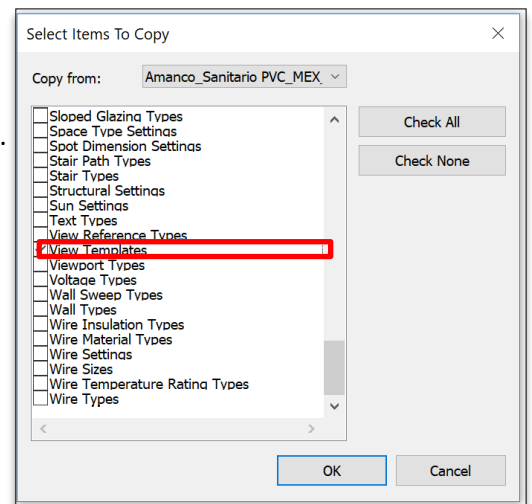 Select Items To Copy
Copy from: Amanco_Sanitario PVC_MEX_
Sloped Glazing Types
Space Type Settings
Spot Dimension Settings
Stair Path Types
Stair Types
Structural Settings
Sun Settings
Text Types
View Reference Types
View Templates
Viewport Types
Voltage Types
Wall Sweep Types
Wall Types
Wire Insulation Types
Wire Material Types
Wire Settings
Wire Sizes
Wire Temperature Rating Types
Wire Types
Check All
Check None
OK
Cancel